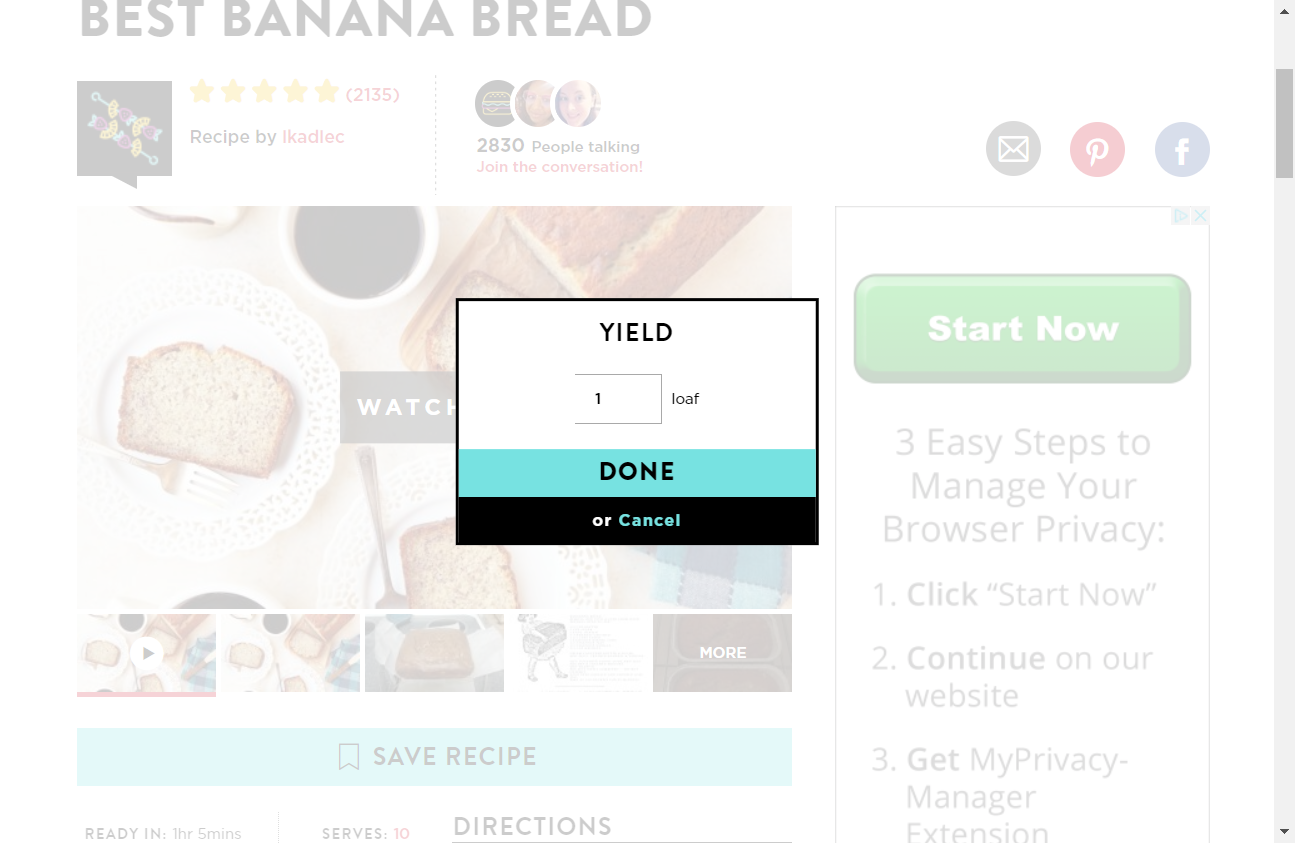 BEST BANANA BREAD
(2135)
Recipe by lkadlec
2830 People talking
Join the conversation!
WATCH
YIELD
1 loaf
DONE
or Cancel
MORE
SAVE RECIPE
READY IN: 1hr 5mins
SERVES: 10
DIRECTIONS
Start Now
3 Easy Steps to
Manage Your
Browser Privacy:
1. Click “Start Now”
2. Continue on our
website
3. Get MyPrivacy-
Manager
Extension